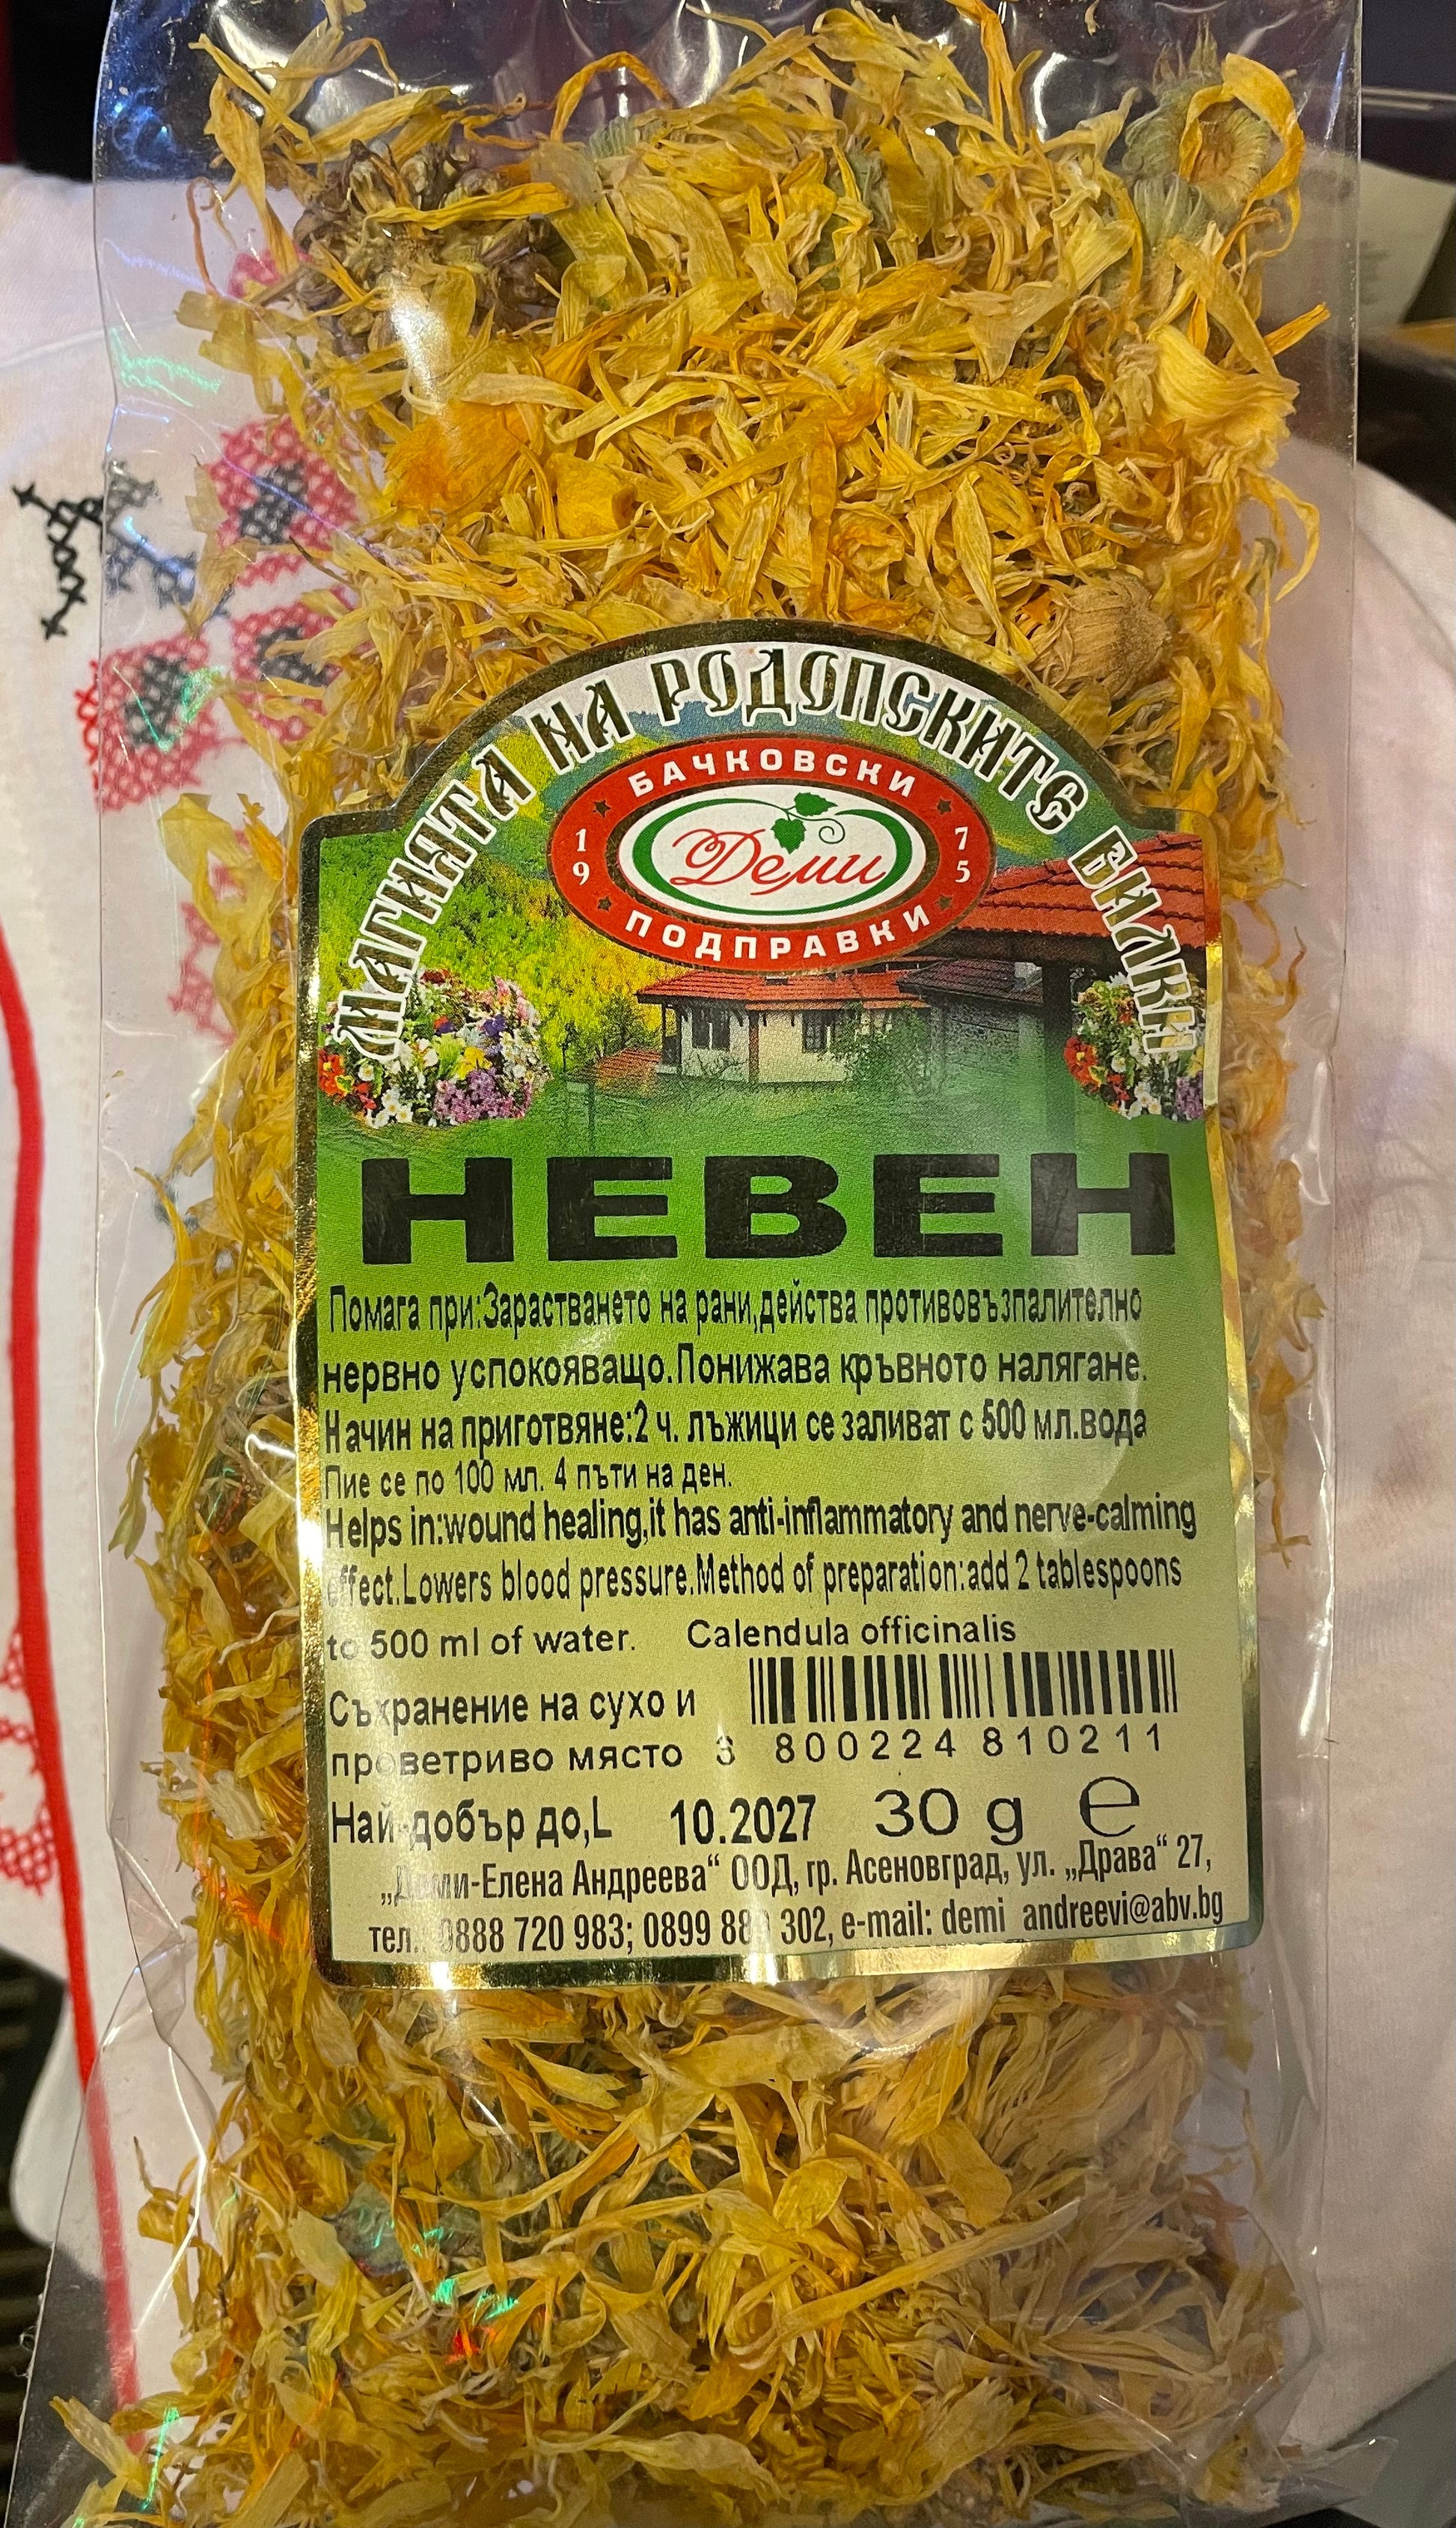 МАГИЯТА НА РОДОПСКИТЕ БИЛКИ
БАЧКОВСКИ
19 75
Деми
ПОДПРАВКИ
НЕВЕН
Помага при:Зарастването на рани,действа противовъзпалително
нервно успокояващо.Понижава кръвното налягане.
Начин на приготвяне:2 ч. лъжици се заливат с 500 мл.вода
Пие се по 100 мл. 4 пъти на ден.
Helps in:wound healing,it has anti-inflammatory and nerve-calming
effect.Lowers blood pressure.Method of preparation:add 2 tablespoons
to 500 ml of water. Calendula officinalis
Съхранение на сухо и
проветриво място 3 800224 810211
Най-добър до,L 10.2027 30 g e
„Деми-Елена Андреева“ ООД, гр. Асеновград, ул. „Драва“ 27,
тел.: 0888 720 983; 0899 302, e-mail: demi_andreevi@abv.bg